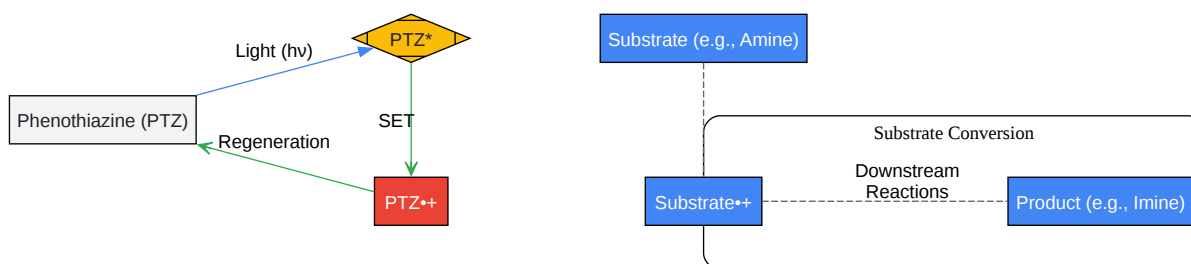 PTZ*
Substrate (e.g., Amine)
Light (hν)
Phenothiazine (PTZ)
SET
Regeneration
Substrate Conversion
Downstream
Reactions
PTZ•+
Substrate•+
Product (e.g., Imine)